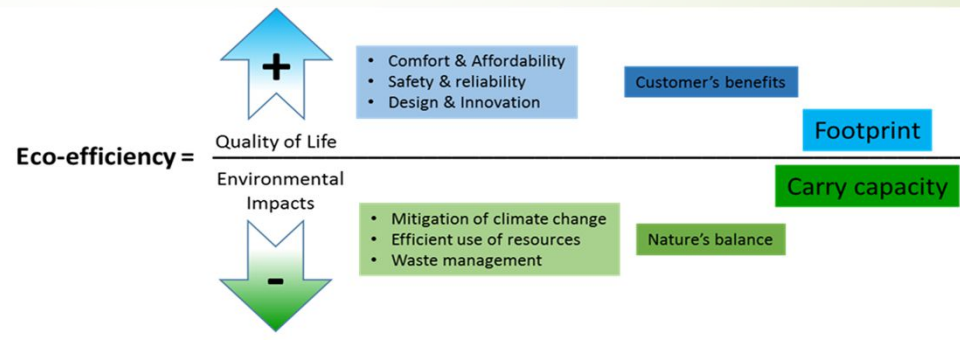 +
• Comfort & Affordability
• Safety & reliability
• Design & Innovation
Customer's benefits
Footprint
Quality of Life
Eco-efficiency =
Environmental
Impacts
Carry capacity
• Mitigation of climate change
• Efficient use of resources
• Waste management
Nature's balance
-